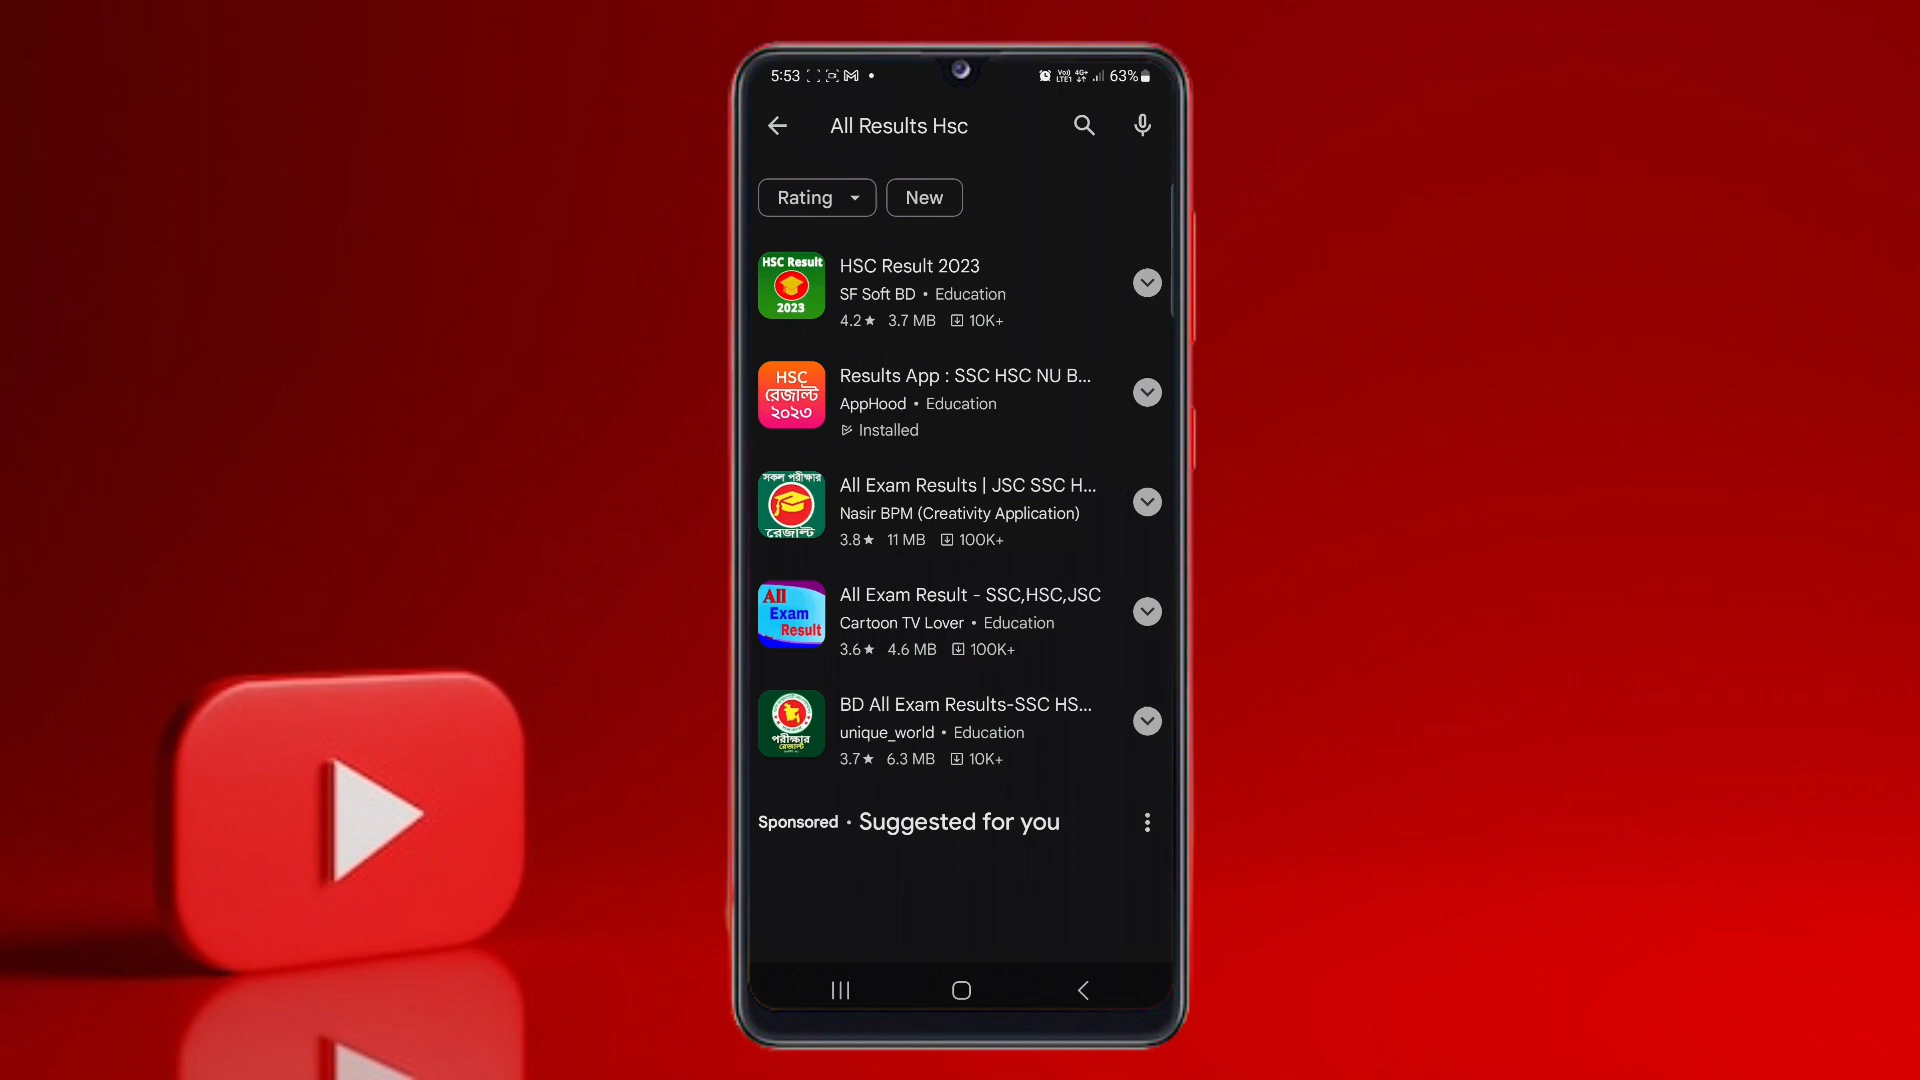 5:53
63%
All Results Hsc
Rating
New
HSC Result
2023
HSC Result 2023
SF Soft BD • Education
4.2★ 3.7 MB 10K+
HSC
রেজাল্ট
২০২৩
Results App : SSC HSC NU B...
AppHood • Education
Installed
সকল পরীক্ষার
রেজাল্ট
All Exam Results | JSC SSC H...
Nasir BPM (Creativity Application)
3.8★ 11 MB 100K+
All
Exam
Result
All Exam Result - SSC,HSC,JSC
Cartoon TV Lover • Education
3.6★ 4.6 MB 100K+
পরীক্ষার
রেজাল্ট
BD All Exam Results-SSC HS...
unique_world • Education
3.7★ 6.3 MB 10K+
Sponsored • Suggested for you